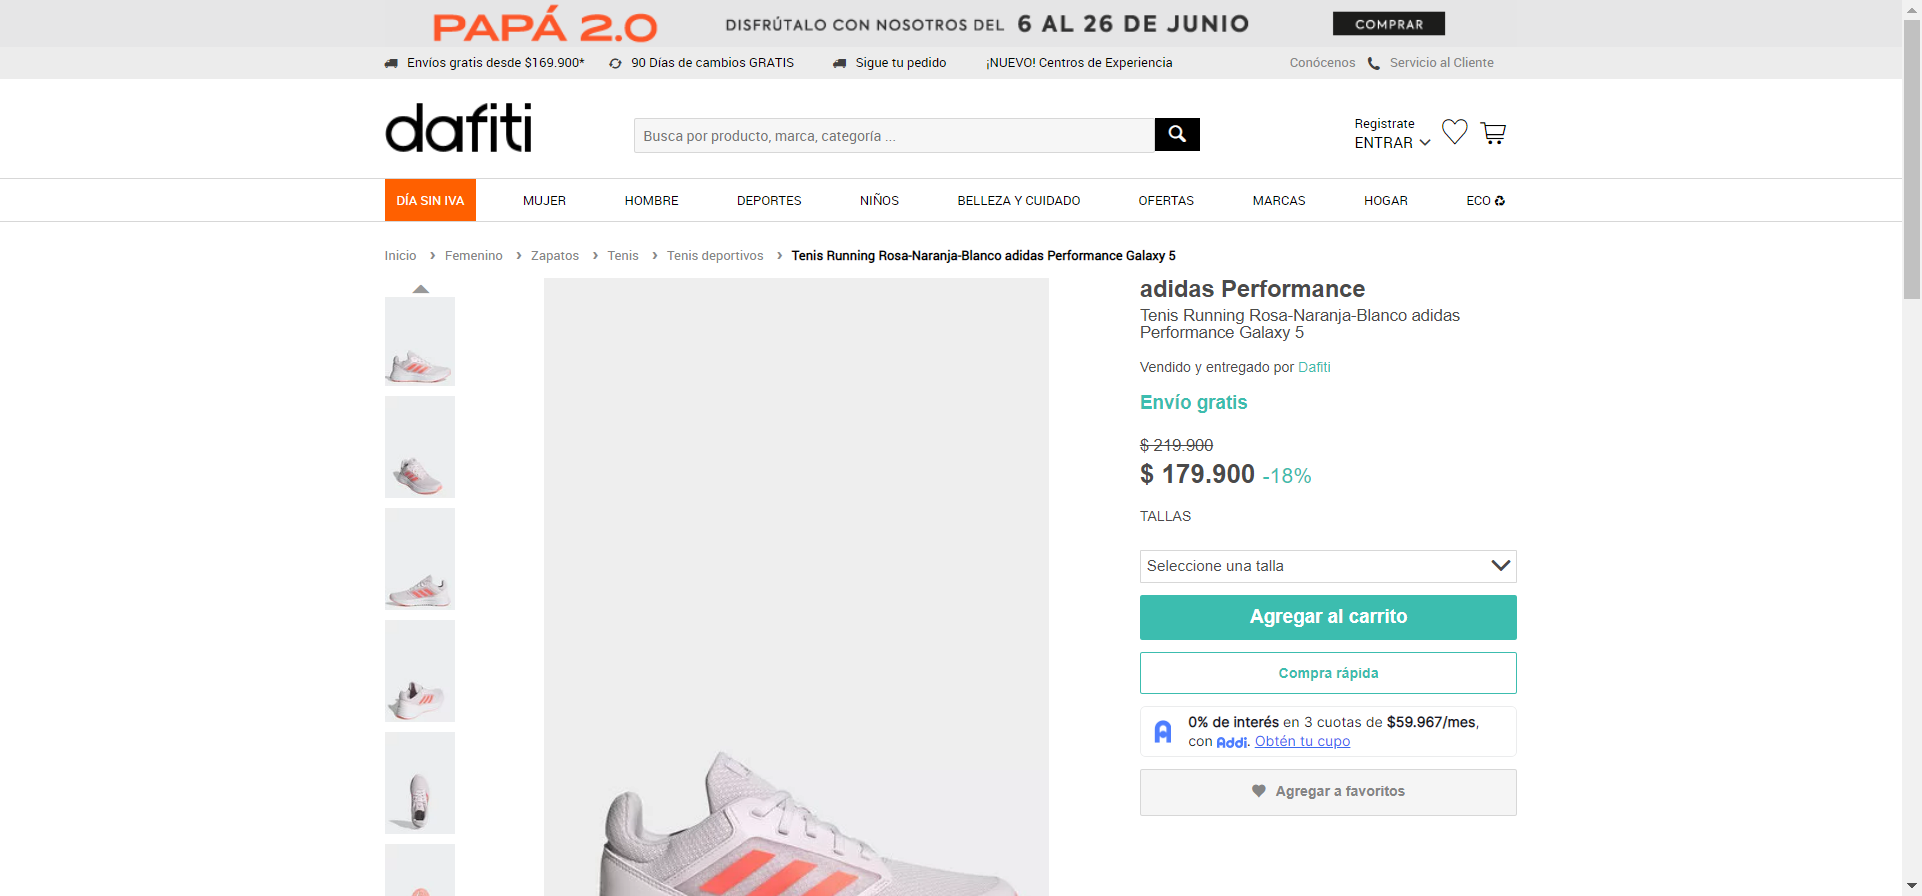 PAPÁ 2.0
DISFRÚTALO CON NOSOTROS DEL 6 AL 26 DE JUNIO
COMPRAR
Envíos gratis desde $169.900*
90 Días de cambios GRATIS
Sigue tu pedido
¡NUEVO! Centros de Experiencia
Conócenos
Servicio al Cliente
dafiti
Busca por producto, marca, categoría ...
Registrate
ENTRAR
DÍA SIN IVA
MUJER
HOMBRE
DEPORTES
NIÑOS
BELLEZA Y CUIDADO
OFERTAS
MARCAS
HOGAR
ECO
Inicio › Femenino › Zapatos › Tenis › Tenis deportivos › Tenis Running Rosa-Naranja-Blanco adidas Performance Galaxy 5
adidas Performance
Tenis Running Rosa-Naranja-Blanco adidas
Performance Galaxy 5
Vendido y entregado por Dafiti
Envío gratis
$ 219.900
$ 179.900 -18%
TALLAS
Seleccione una talla
Agregar al carrito
Compra rápida
0% de interés en 3 cuotas de $59.967/mes,
con Addi. Obtén tu cupo
Agregar a favoritos